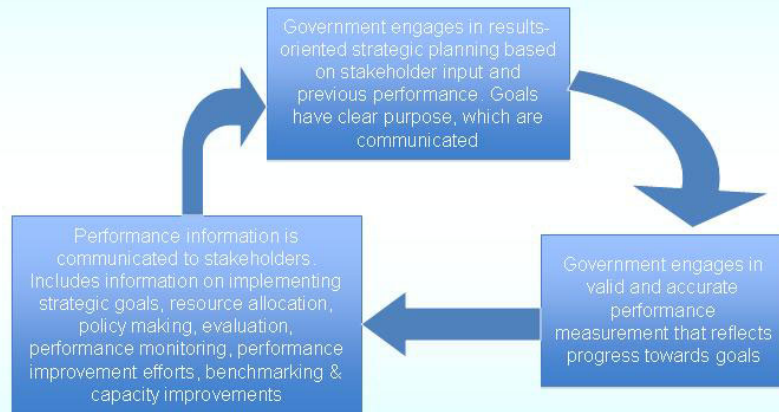 Government engages in results-
oriented strategic planning based
on stakeholder input and
previous performance. Goals
have clear purpose, which are
communicated
Government engages in
valid and accurate
performance
measurement that reflects
progress towards goals
Performance information is
communicated to stakeholders.
Includes information on implementing
strategic goals, resource allocation,
policy making, evaluation,
performance monitoring, performance
improvement efforts, benchmarking &
capacity improvements